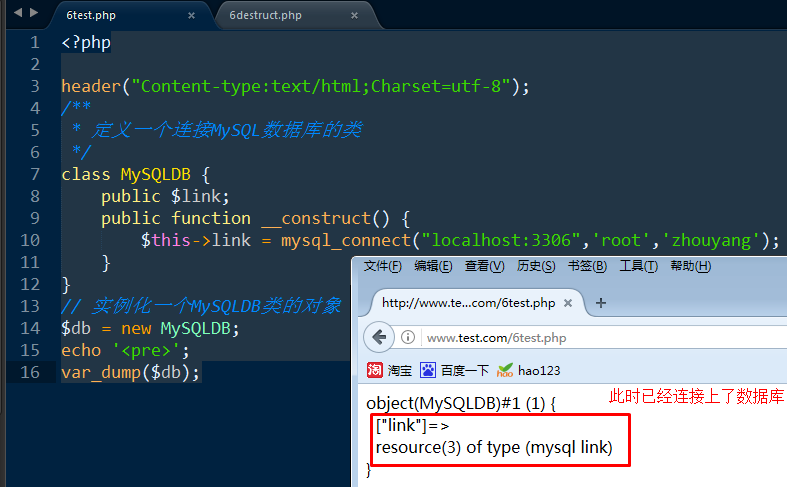 6test.php
6destruct.php
1 <?php
2
3 header("Content-type:text/html;Charset=utf-8");
4 /**
5 * 定义一个连接MySQL数据库的类
6 */
7 class MySQLDB {
8 public $link;
9 public function __construct() {
10 $this->link = mysql_connect("localhost:3306",'root','zhouyang');
11 }
12 }
13 // 实例化一个MySQLDB类的对象
14 $db = new MySQLDB;
15 echo '<pre>';
16 var_dump($db);
文件(F) 编辑(E) 查看(V) 历史(S) 书签(B) 工具(T) 帮助(H)
http://www.te...com/6test.php
www.test.com/6test.php
淘 淘宝 百度一下 hao hao123
此时已经连接上了数据库
object(MySQLDB)#1 (1) {
["link"]=>
resource(3) of type (mysql link)
}